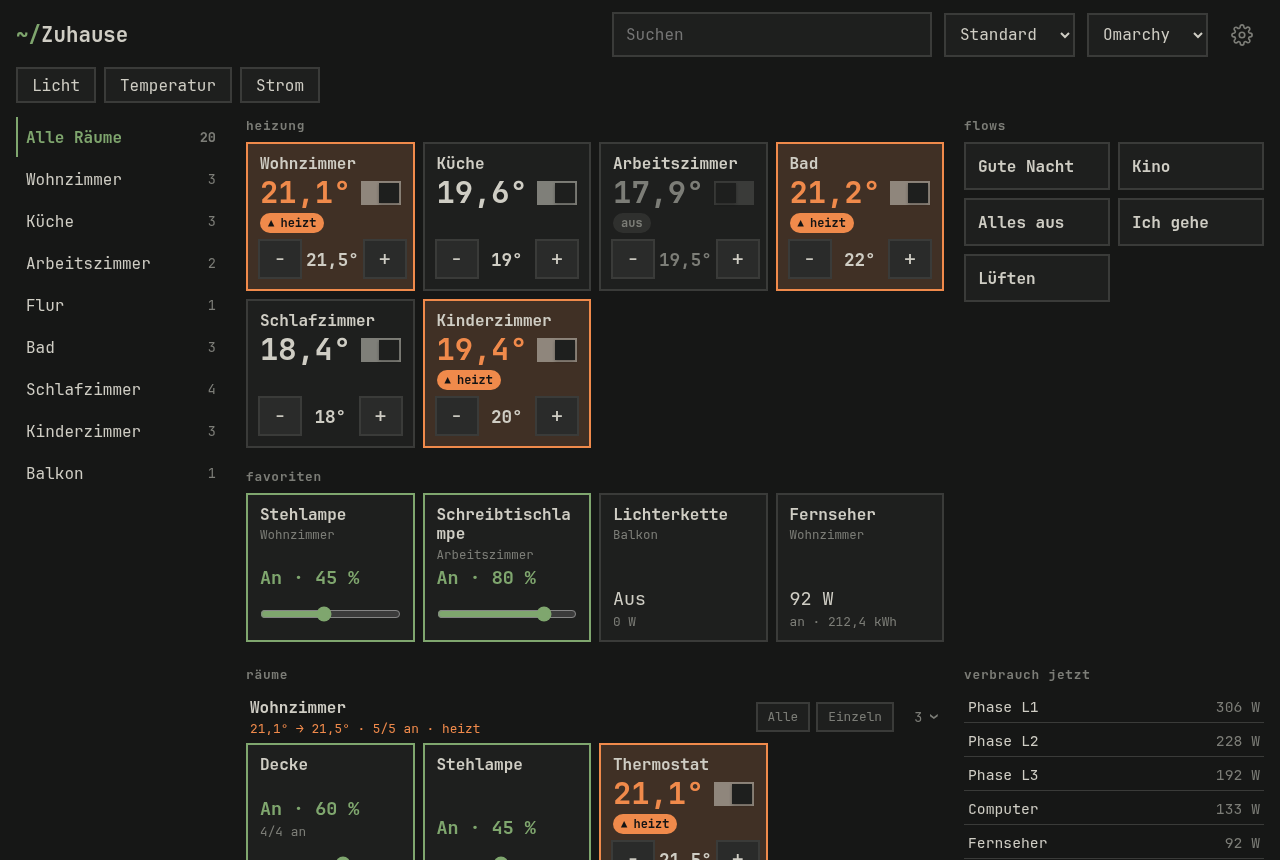 ~/Zuhause
Suchen
Standard
Omarchy
Licht
Temperatur
Strom
Alle Räume 20
Wohnzimmer 3
Küche 3
Arbeitszimmer 2
Flur 1
Bad 3
Schlafzimmer 4
Kinderzimmer 3
Balkon 1
heizung
Wohnzimmer
21,1°
▲ heizt
- 21,5° +
Küche
19,6°
- 19° +
Arbeitszimmer
17,9°
aus
- 19,5° +
Bad
21,2°
▲ heizt
- 22° +
Schlafzimmer
18,4°
- 18° +
Kinderzimmer
19,4°
▲ heizt
- 20° +
flows
Gute Nacht
Kino
Alles aus
Ich gehe
Lüften
favoriten
Stehlampe
Wohnzimmer
An · 45 %
Schreibtischla
mpe
Arbeitszimmer
An · 80 %
Lichterkette
Balkon
Aus
0 W
Fernseher
Wohnzimmer
92 W
an · 212,4 kWh
räume
Wohnzimmer
21,1° → 21,5° · 5/5 an · heizt
Alle
Einzeln
3
Decke
An · 60 %
4/4 an
Stehlampe
An · 45 %
Thermostat
21,1°
▲ heizt
- 21,5° +
verbrauch jetzt
Phase L1 306 W
Phase L2 228 W
Phase L3 192 W
Computer 133 W
Fernseher 92 W